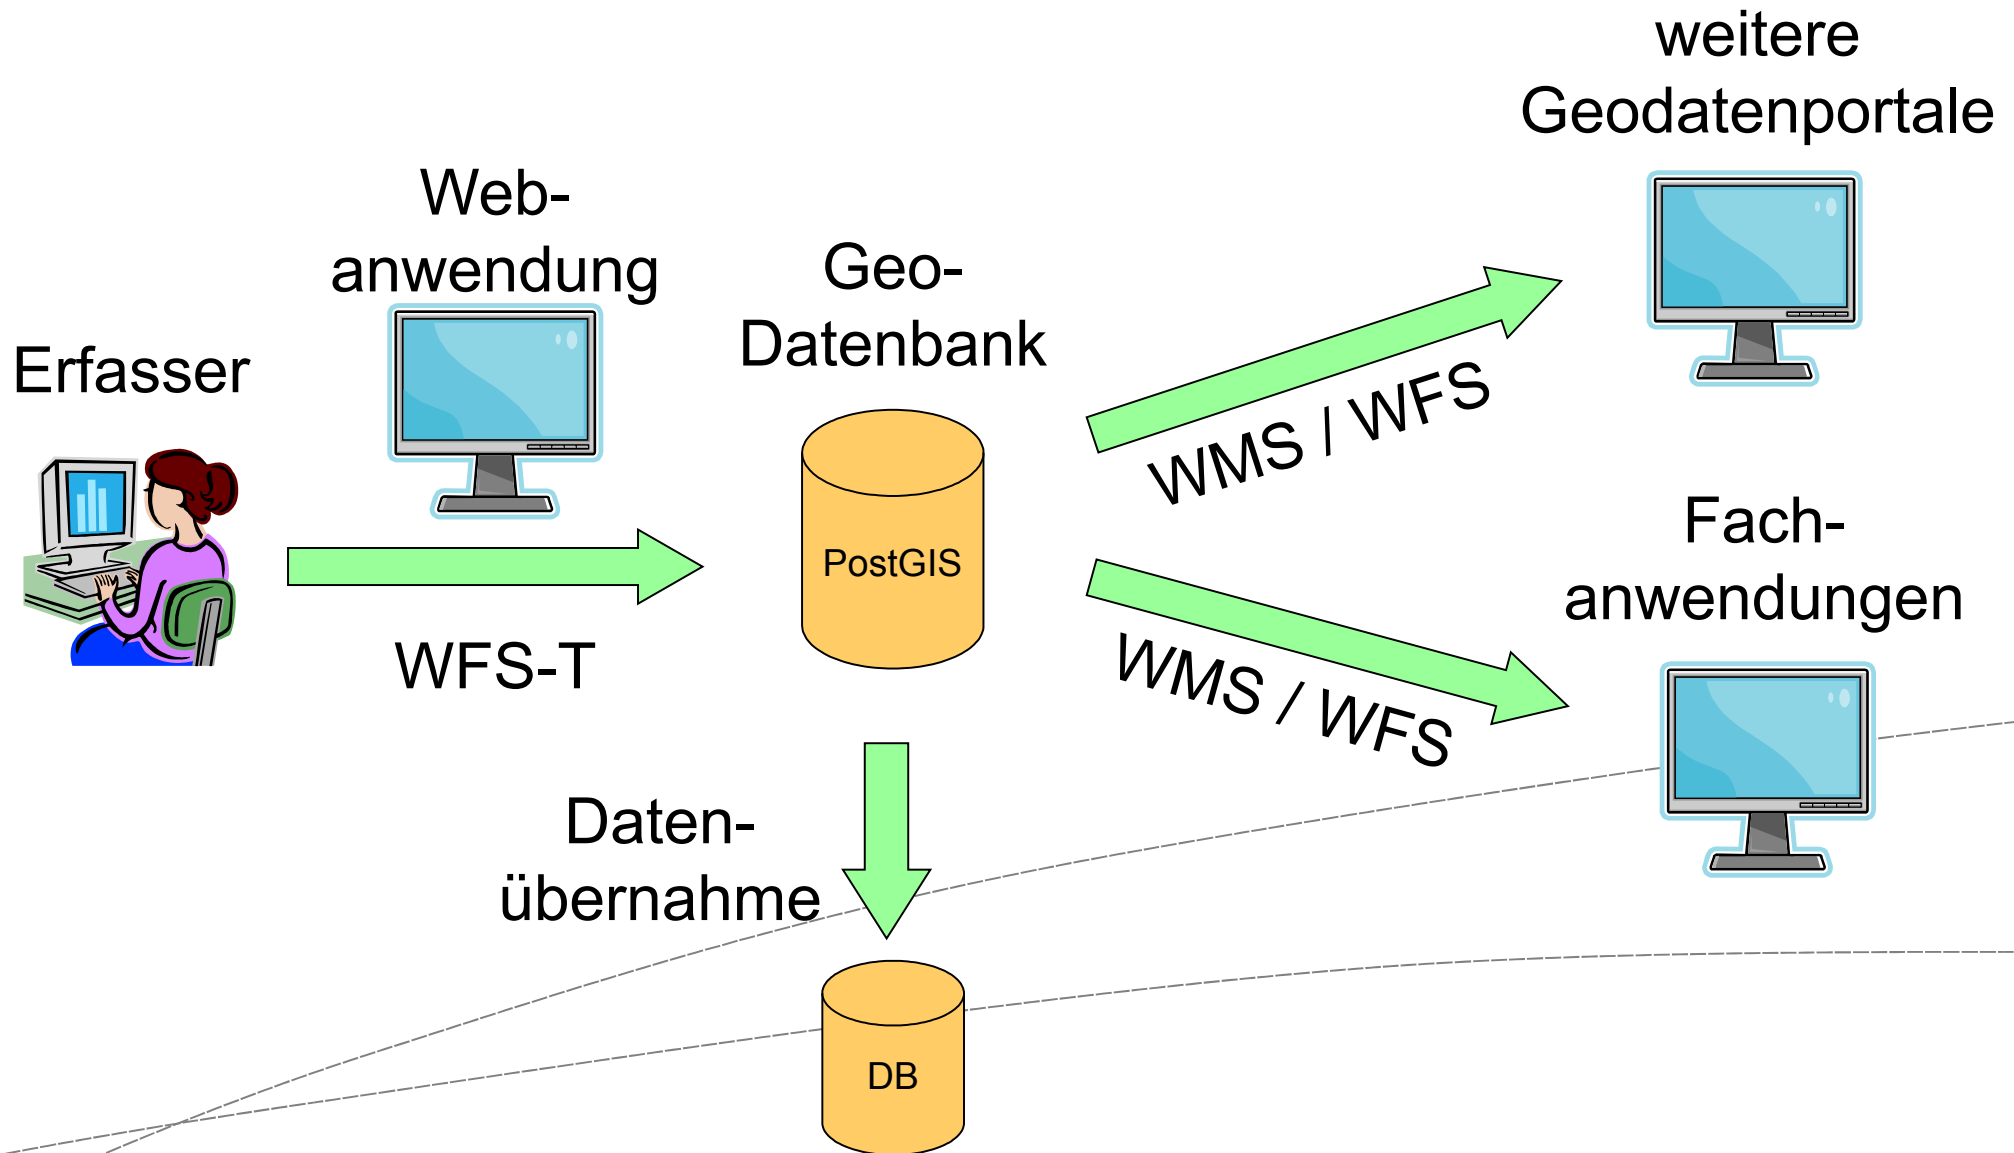 Erfasser
Web-
anwendung
WFS-T
Geo-
Datenbank
PostGIS
Daten-
übernahme
DB
WMS / WFS
weitere
Geodatenportale
WMS / WFS
Fach-
anwendungen